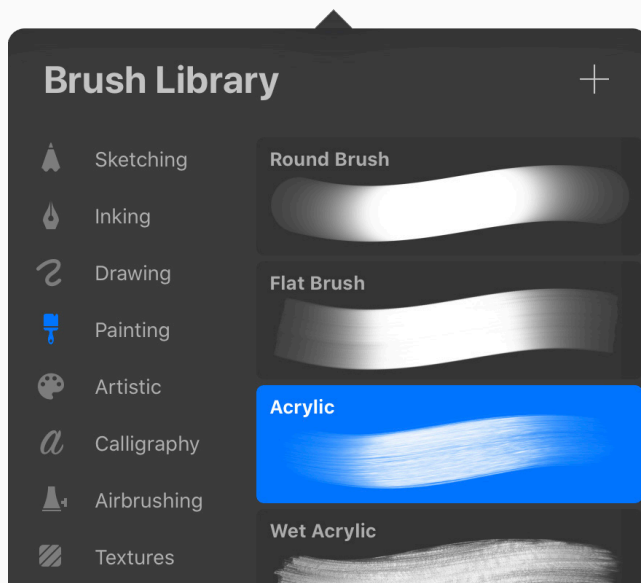 Brush Library
Sketching
Inking
Drawing
Painting
Artistic
Calligraphy
Airbrushing
Textures
Round Brush
Flat Brush
Acrylic
Wet Acrylic